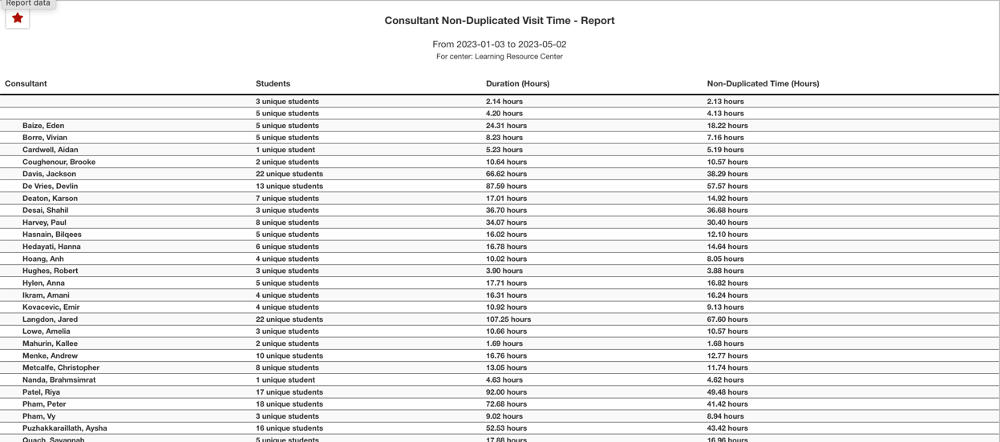 Report data
Consultant Non-Duplicated Visit Time - Report
From 2023-01-03 to 2023-05-02
For center: Learning Resource Center
Consultant Students Duration (Hours) Non-Duplicated Time (Hours)
3 unique students 2.14 hours 2.13 hours
5 unique students 4.20 hours 4.13 hours
Baize, Eden 5 unique students 24.31 hours 18.22 hours
Borre, Vivian 5 unique students 8.23 hours 7.16 hours
Cardwell, Aidan 1 unique student 5.23 hours 5.19 hours
Coughenour, Brooke 2 unique students 10.64 hours 10.57 hours
Davis, Jackson 22 unique students 66.62 hours 38.29 hours
De Vries, Devlin 13 unique students 87.59 hours 57.57 hours
Deaton, Karson 7 unique students 17.01 hours 14.92 hours
Desai, Shahil 3 unique students 36.70 hours 36.68 hours
Harvey, Paul 8 unique students 34.07 hours 30.40 hours
Hasnain, Bilqees 5 unique students 16.02 hours 12.10 hours
Hedayati, Hanna 6 unique students 16.78 hours 14.64 hours
Hoang, Anh 4 unique students 10.02 hours 8.05 hours
Hughes, Robert 3 unique students 3.90 hours 3.88 hours
Hylen, Anna 5 unique students 17.71 hours 16.82 hours
Ikram, Amani 4 unique students 16.31 hours 16.24 hours
Kovacevic, Emir 4 unique students 10.92 hours 9.13 hours
Langdon, Jared 22 unique students 107.25 hours 67.60 hours
Lowe, Amelia 3 unique students 10.66 hours 10.57 hours
Mahurin, Kallee 2 unique students 1.69 hours 1.68 hours
Menke, Andrew 10 unique students 16.76 hours 12.77 hours
Metcalfe, Christopher 8 unique students 13.05 hours 11.74 hours
Nanda, Brahmsimrat 1 unique student 4.63 hours 4.62 hours
Patel, Riya 17 unique students 92.00 hours 49.48 hours
Pham, Peter 18 unique students 72.68 hours 41.42 hours
Pham, Vy 3 unique students 9.02 hours 8.94 hours
Puzhakkaraillath, Aysha 16 unique students 52.53 hours 43.42 hours
Quach, Savannah 5 unique students 17.88 hours 16.96 hours